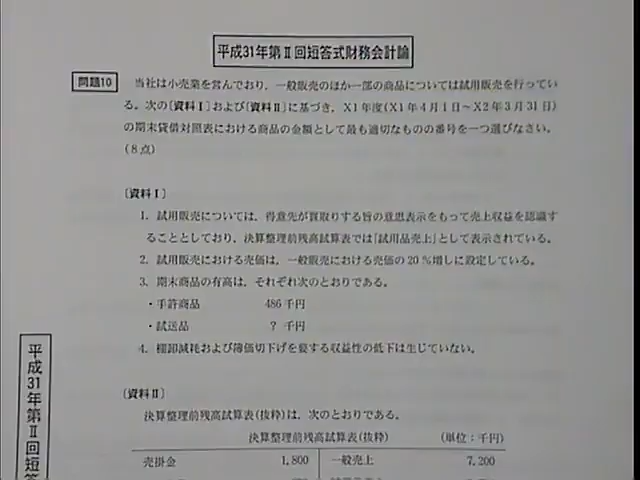 平成31年第Ⅱ回短答式財務会計論
問題10 当社は小売業を営んでおり，一般販売のほか一部の商品については試用販売を行ってい
る。次の〔資料Ⅰ〕および〔資料Ⅱ〕に基づき，X1年度（X1年4月1日〜X2年3月31日）
の期末貸借対照表における商品の金額として最も適切なものの番号を一つ選びなさい。
（8点）
〔資料Ⅰ〕
1. 試用販売については，得意先が買取りする旨の意思表示をもって売上収益を認識す
ることとしており，決算整理前残高試算表では「試用品売上」として表示されている。
2. 試用販売における売価は，一般販売における売価の20％増しに設定している。
3. 期末商品の有高は，それぞれ次のとおりである。
・手許商品 486 千円
・試送品 ? 千円
4. 棚卸減耗および簿価切下げを要する収益性の低下は生じていない。
〔資料Ⅱ〕
決算整理前残高試算表（抜粋）は，次のとおりである。
決算整理前残高試算表（抜粋） （単位：千円）
売掛金 1,800 一般売上 7,200
平成31年第Ⅱ回短答